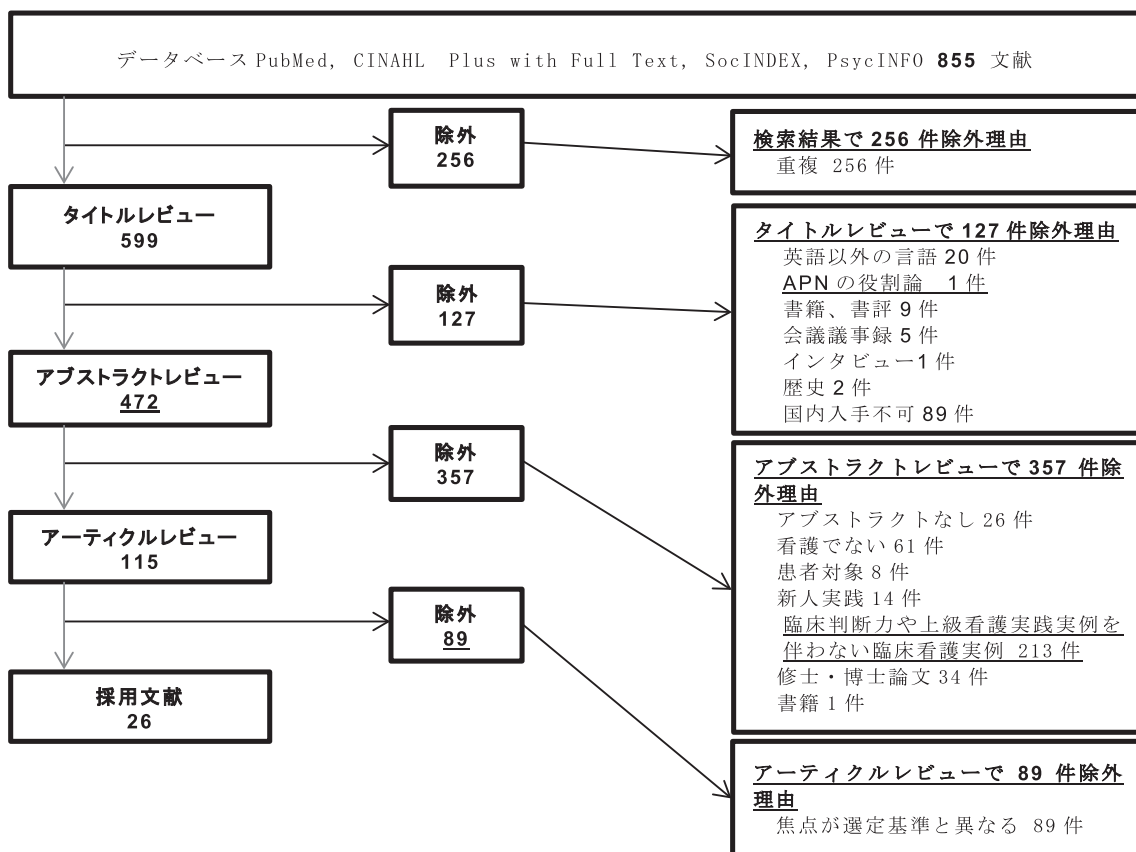 データベース PubMed, CINAHL Plus with Full Text, SocINDEX, PsycINFO 855 文献
除外
256
検索結果で 256 件除外理由
重複 256 件
タイトルレビュー
599
除外
127
タイトルレビューで 127 件除外理由
英語以外の言語 20 件
APN の役割論 1 件
書籍、書評 9 件
会議議事録 5 件
インタビュー1 件
歴史 2 件
国内入手不可 89 件
アブストラクトレビュー
472
除外
357
アブストラクトレビューで 357 件除
外理由
アブストラクトなし 26 件
看護でない 61 件
患者対象 8 件
新人実践 14 件
臨床判断力や上級看護実践実例を
伴わない臨床看護実例 213 件
修士・博士論文 34 件
書籍 1 件
アーティクルレビュー
115
除外
89
アーティクルレビューで 89 件除外
理由
焦点が選定基準と異なる 89 件
採用文献
26